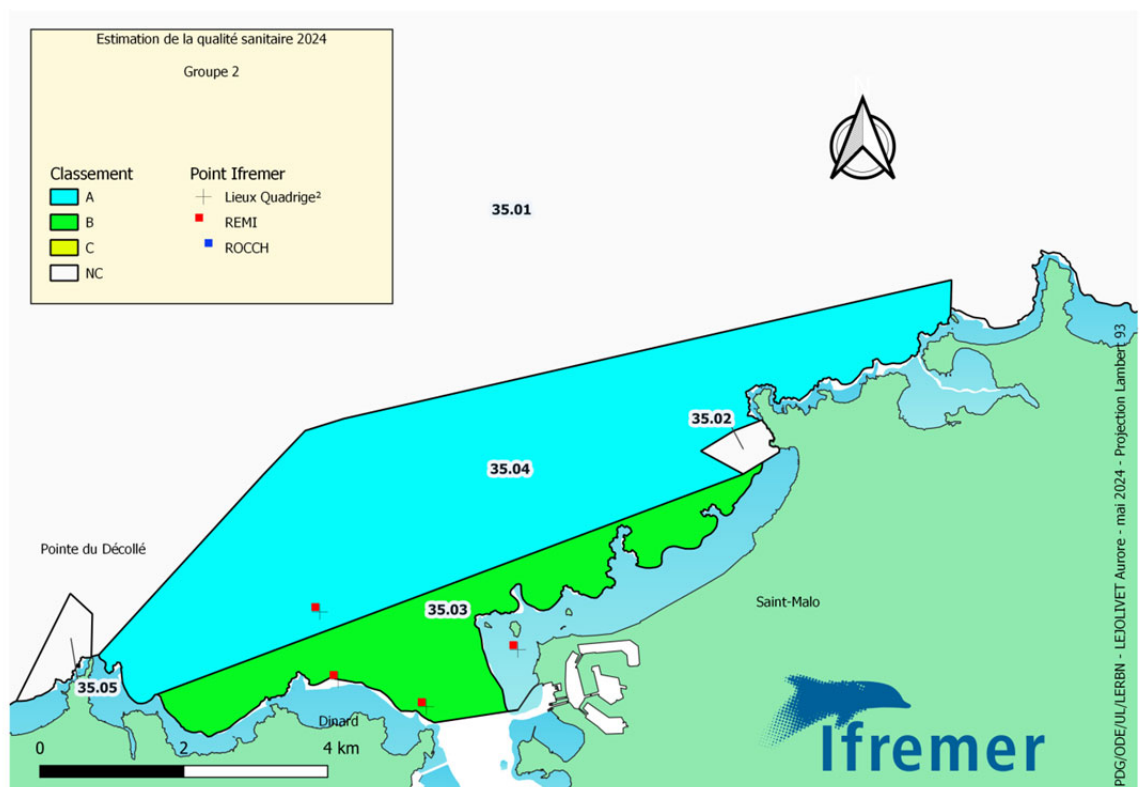 Estimation de la qualité sanitaire 2024
Groupe 2
Classement
A
B
C
NC
Point Ifremer
Lieux Quadrige²
REMI
ROCCH
N
35.01
35.02
35.04
Pointe du Décollé
35.03
Saint-Malo
35.05
Dinard
0 2 4 km
Ifremer
PDG/ODE/UL/LERBN - LEJOLIVET Aurore - mai 2024 - Projection Lambert 93